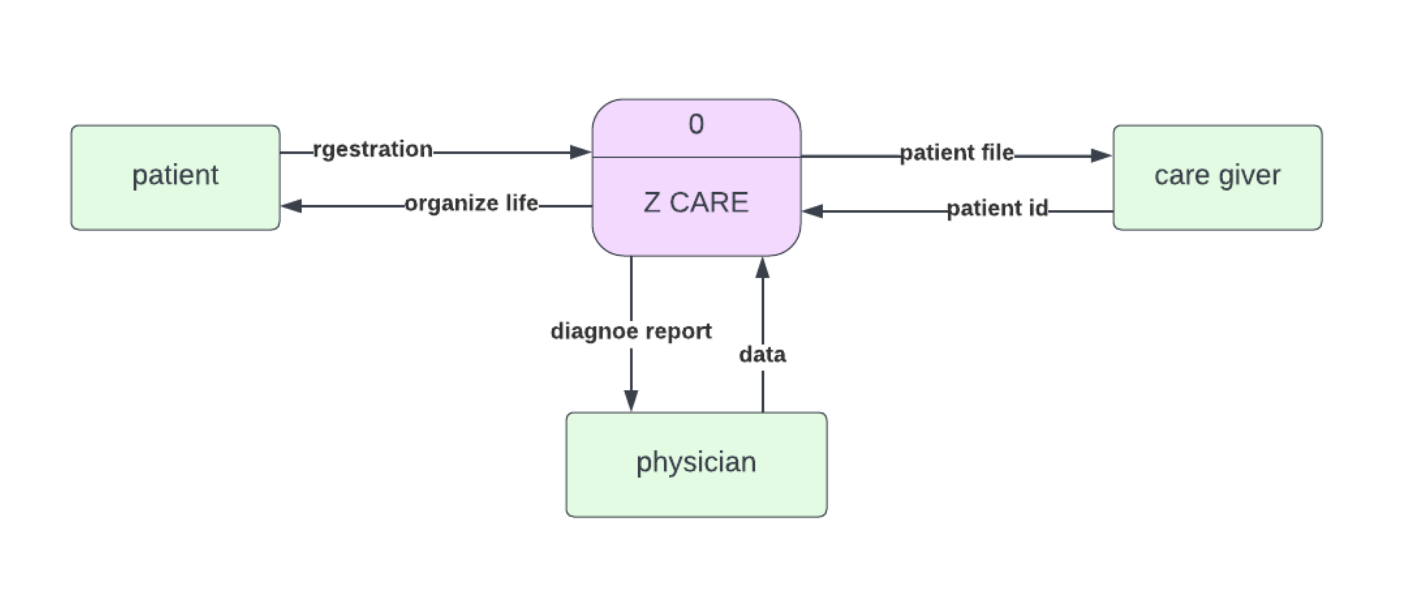 0
rgestration
patient file
patient
Z CARE
care giver
organize life
patient id
diagnoe report
data
physician